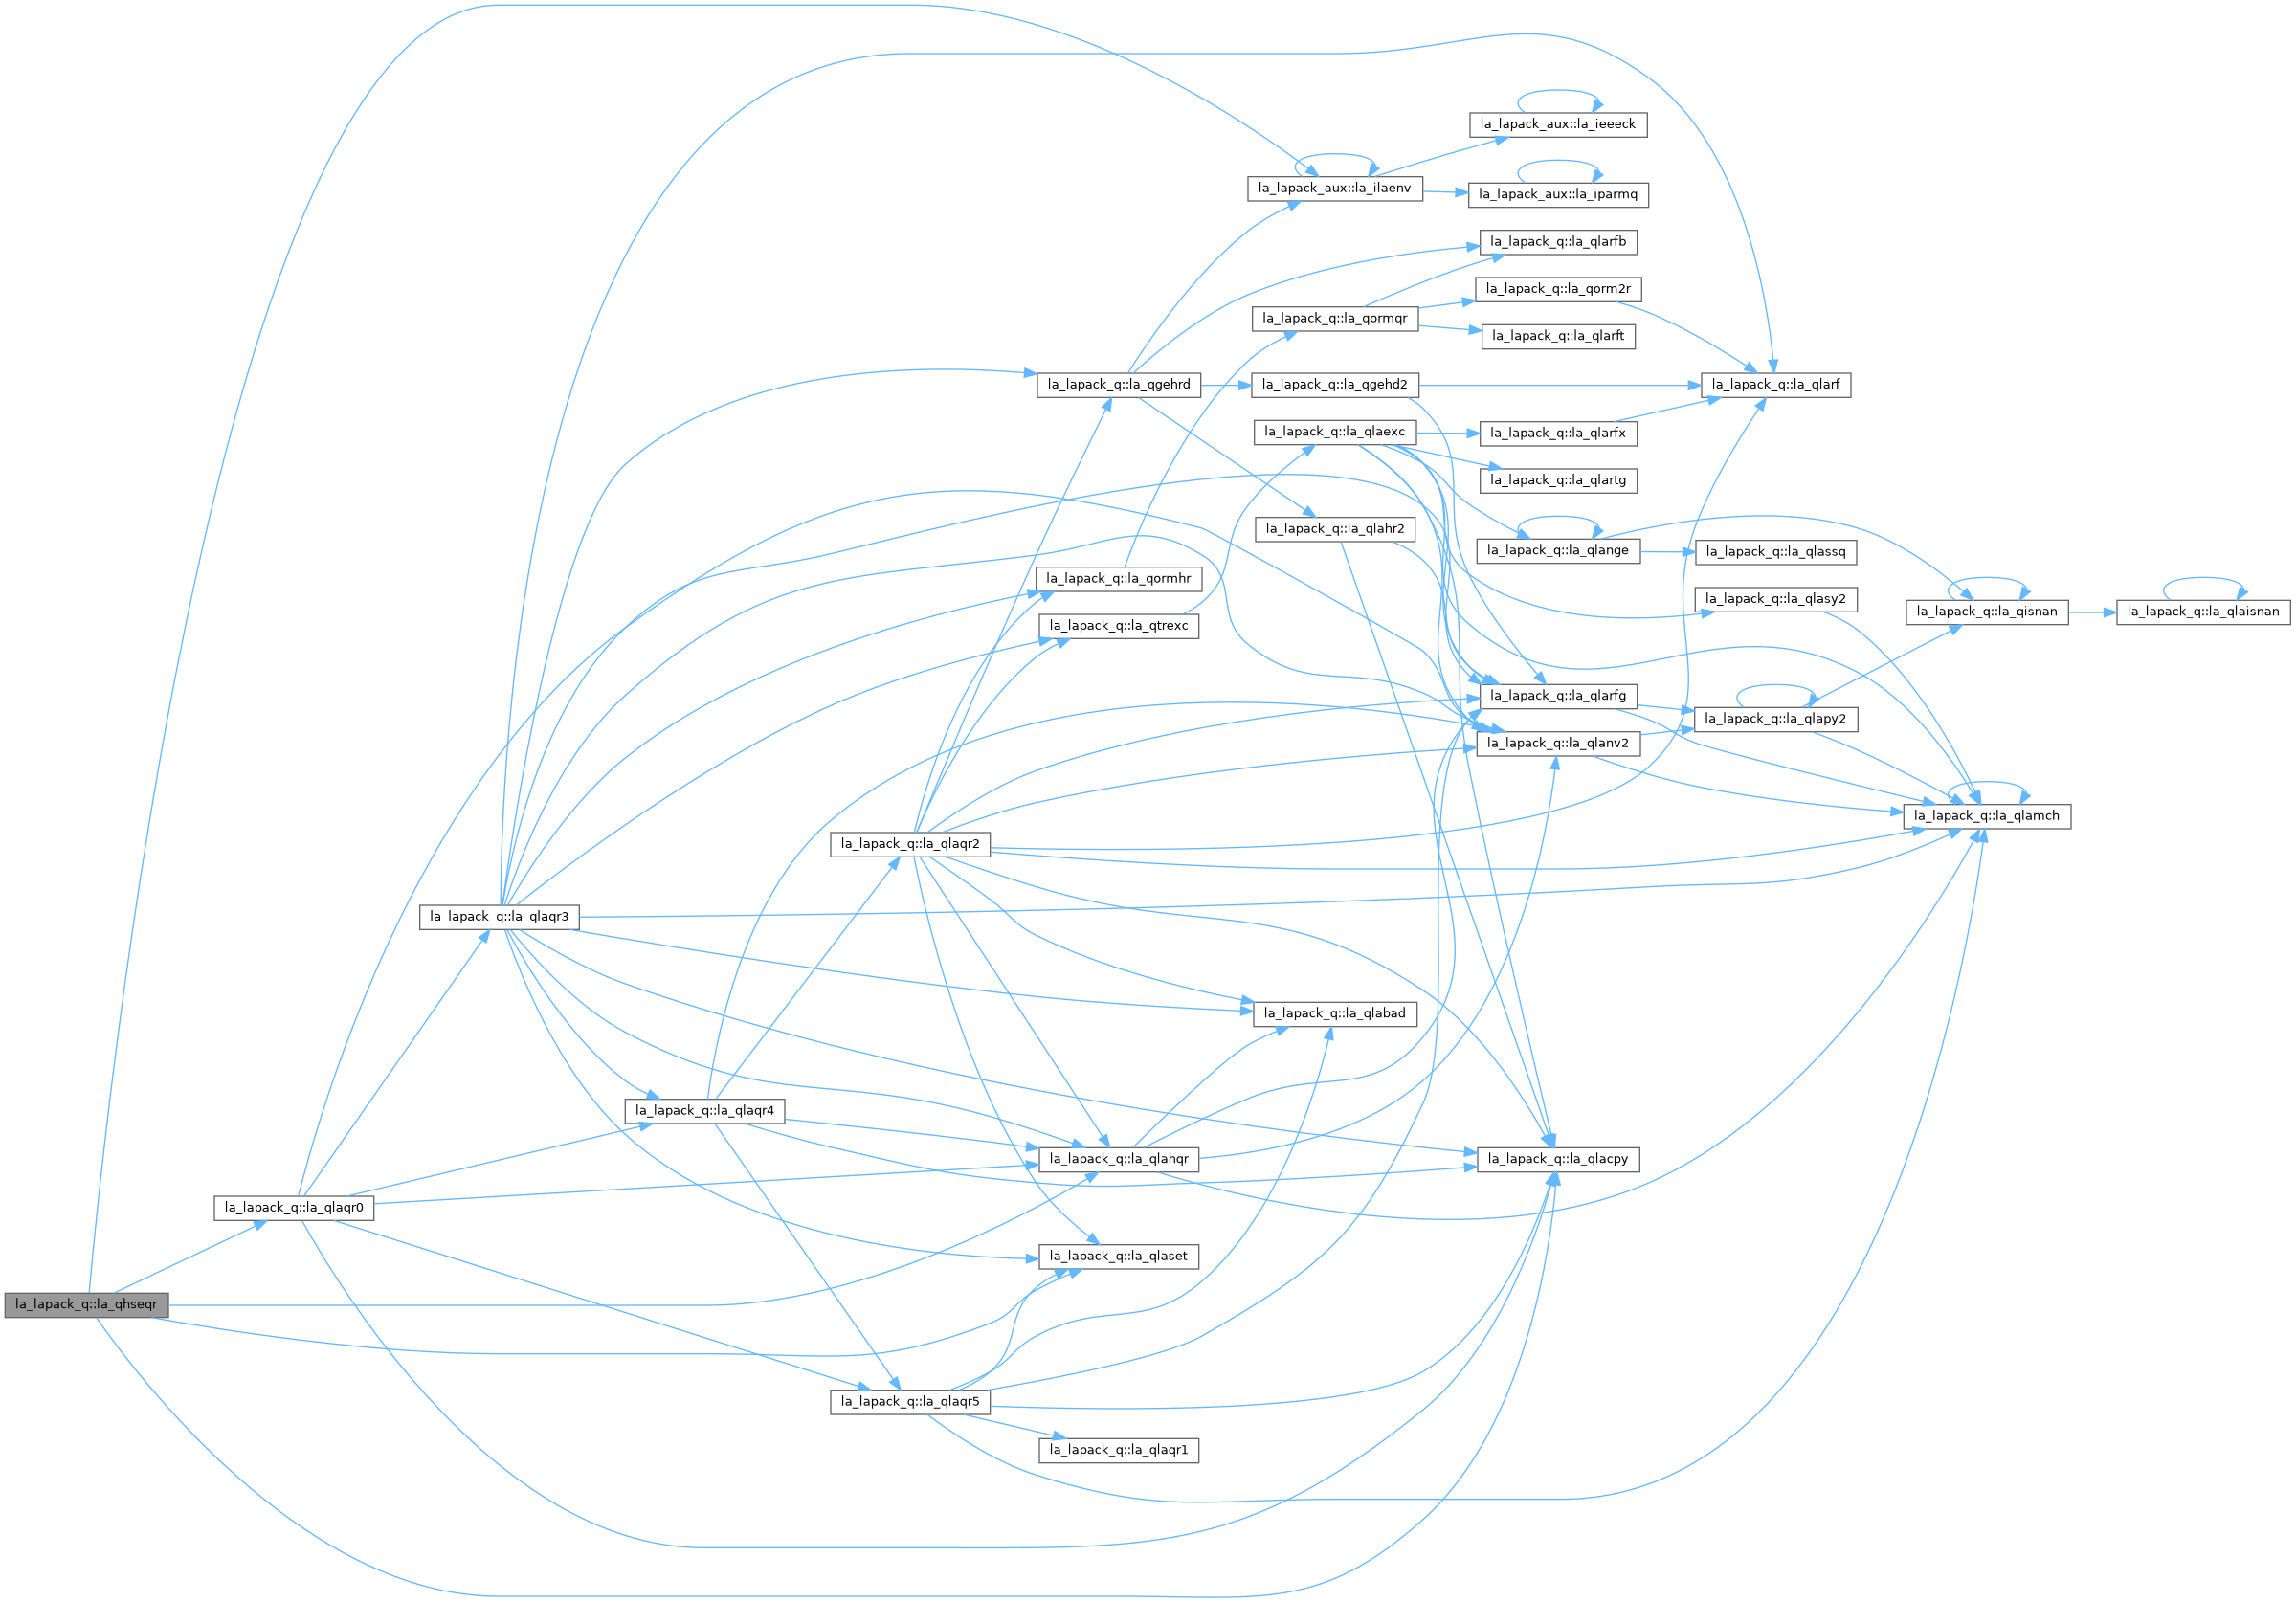 la_lapack_aux::la_ieeeck
la_lapack_aux::la_ilaenv
la_lapack_aux::la_iparmq
la_lapack_q::la_qlarfb
la_lapack_q::la_qorm2r
la_lapack_q::la_qormqr
la_lapack_q::la_qlarft
la_lapack_q::la_qgehrd
la_lapack_q::la_qgehd2
la_lapack_q::la_qlarf
la_lapack_q::la_qlaexc
la_lapack_q::la_qlarfx
la_lapack_q::la_qlartg
la_lapack_q::la_qlahr2
la_lapack_q::la_qlange
la_lapack_q::la_qlassq
la_lapack_q::la_qormhr
la_lapack_q::la_qlasy2
la_lapack_q::la_qisnan
la_lapack_q::la_qlaisnan
la_lapack_q::la_qtrexc
la_lapack_q::la_qlarfg
la_lapack_q::la_qlapy2
la_lapack_q::la_qlanv2
la_lapack_q::la_qlamch
la_lapack_q::la_qlaqr2
la_lapack_q::la_qlaqr3
la_lapack_q::la_qlabad
la_lapack_q::la_qlaqr4
la_lapack_q::la_qlahqr
la_lapack_q::la_qlacpy
la_lapack_q::la_qlaqr0
la_lapack_q::la_qlaset
la_lapack_q::la_qhseqr
la_lapack_q::la_qlaqr5
la_lapack_q::la_qlaqr1